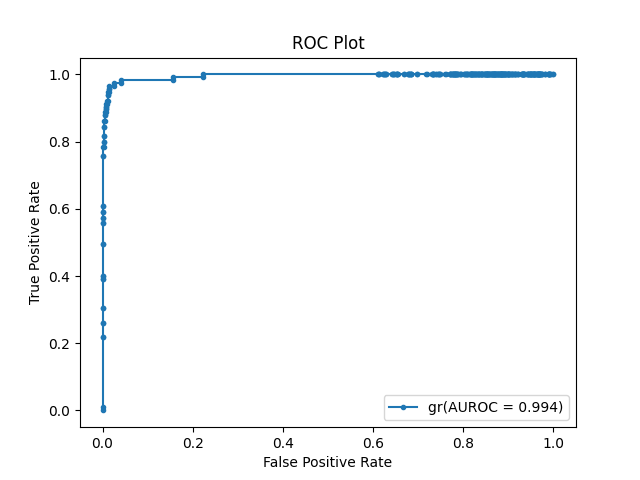 ROC Plot
True Positive Rate
1.0
0.8
0.6
0.4
0.2
0.0
gr(AUROC = 0.994)
0.0 0.2 0.4 0.6 0.8 1.0
False Positive Rate